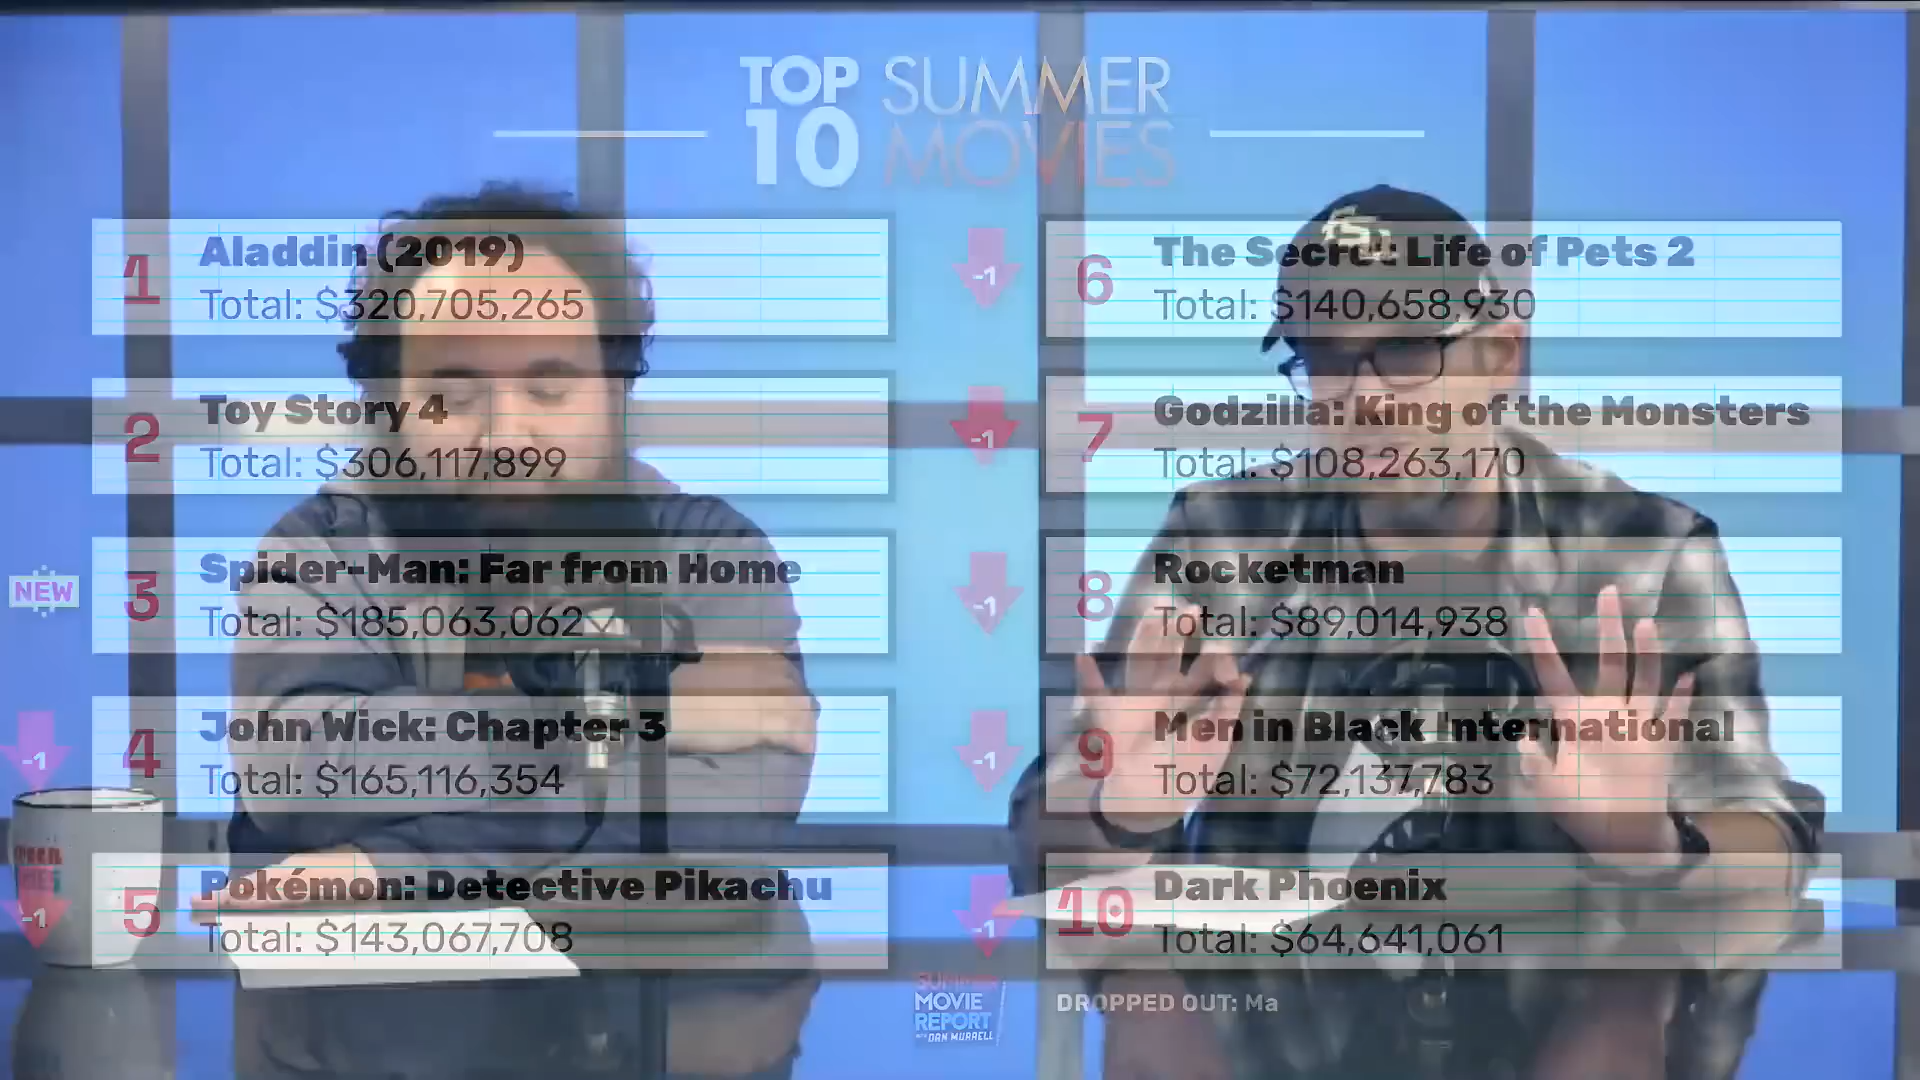 TOP 10 SUMMER MOVIES
1
Aladdin (2019)
Total: $320,705,265
2
Toy Story 4
Total: $306,117,899
NEW
3
Spider-Man: Far from Home
Total: $185,063,062
-1
4
John Wick: Chapter 3
Total: $165,116,354
-1
5
Pokémon: Detective Pikachu
Total: $143,067,708
-1
6
The Secret Life of Pets 2
Total: $140,658,930
-1
7
Godzilla: King of the Monsters
Total: $108,263,170
-1
8
Rocketman
Total: $89,014,938
-1
9
Men in Black International
Total: $72,137,783
-1
10
Dark Phoenix
Total: $64,641,061
SUMMER
MOVIE
REPORT
WITH DAN MURRELL
DROPPED OUT: Ma